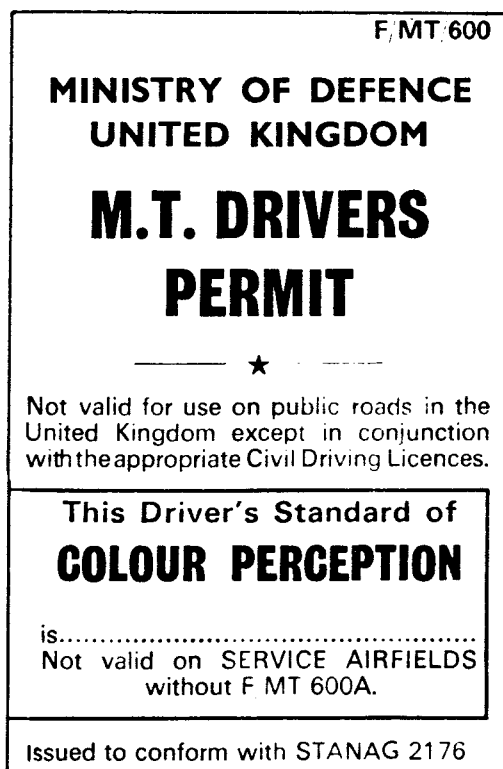 F/MT/600
MINISTRY OF DEFENCE
UNITED KINGDOM
M.T. DRIVERS
PERMIT
Not valid for use on public roads in the
United Kingdom except in conjunction
with the appropriate Civil Driving Licences.
This Driver's Standard of
COLOUR PERCEPTION
is................................................
Not valid on SERVICE AIRFIELDS
without F MT 600A.
Issued to conform with STANAG 2176